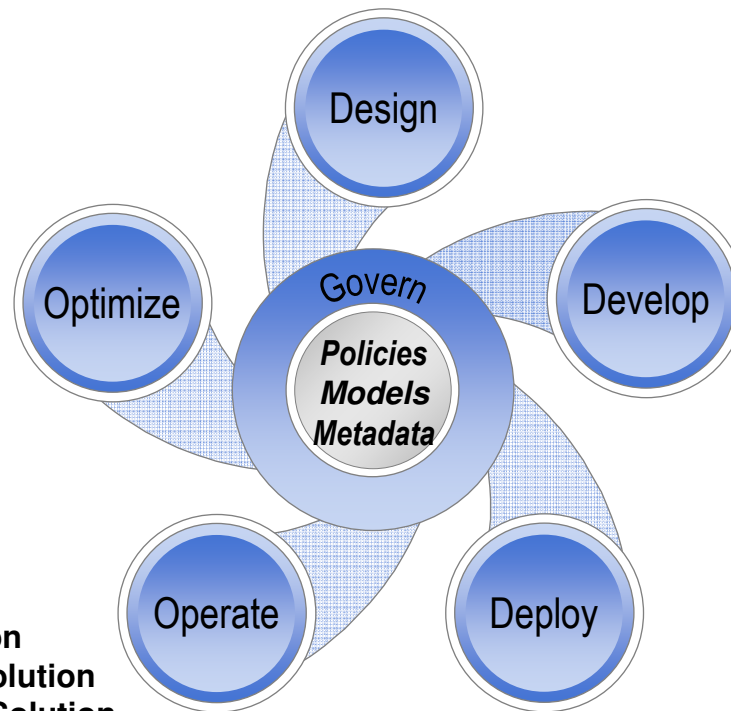 Design
Optimize
Develop
Govern
Policies
Models
Metadata
Operate
Deploy